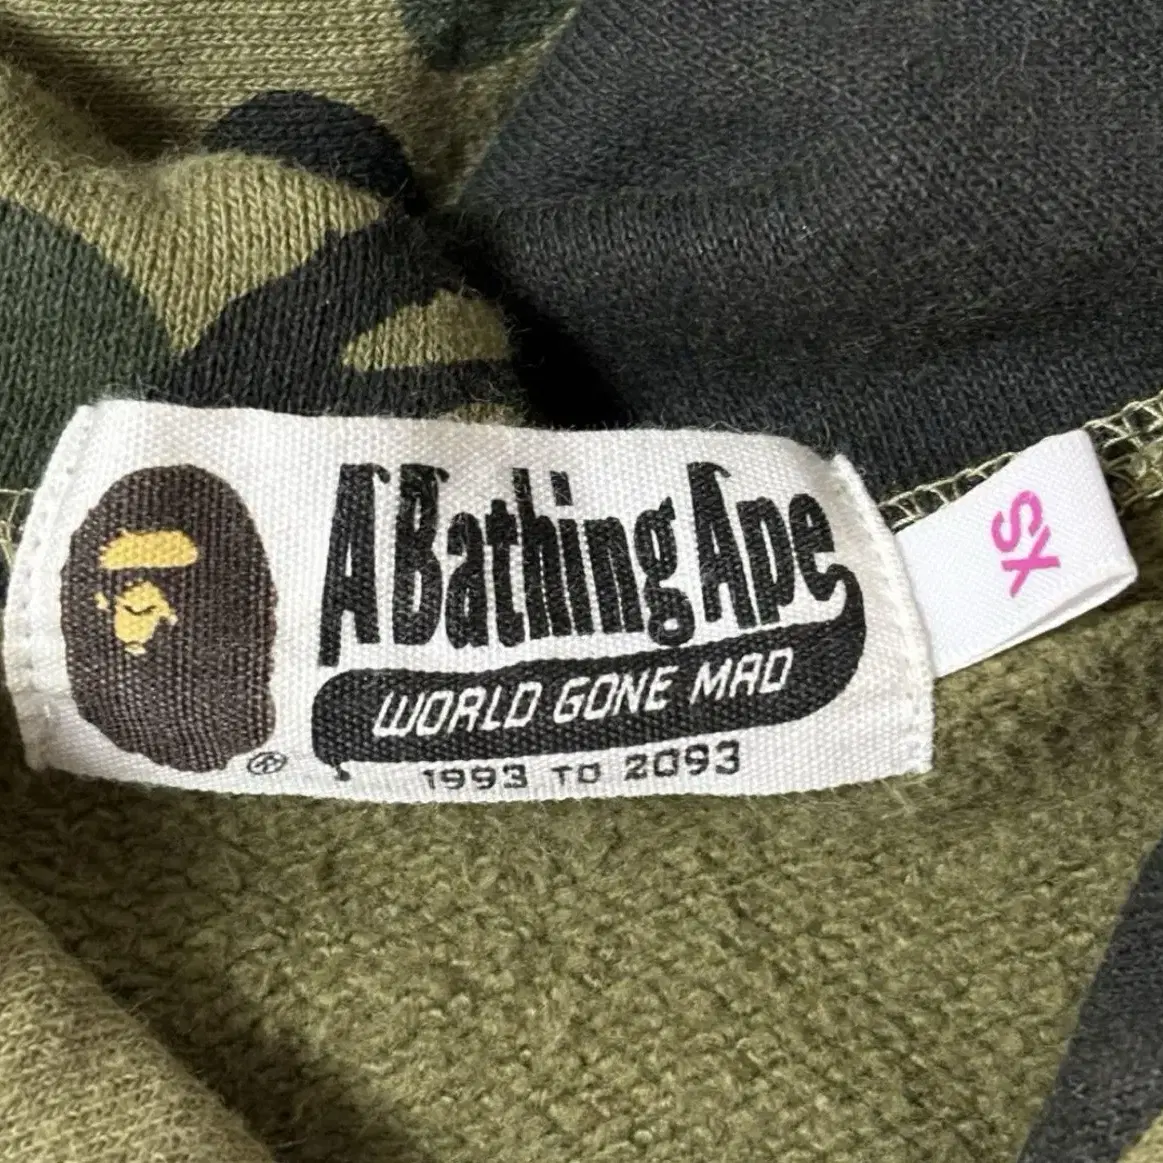 A Bathing Ape
WORLD GONE MAD
®
1993 TO 2093
XS